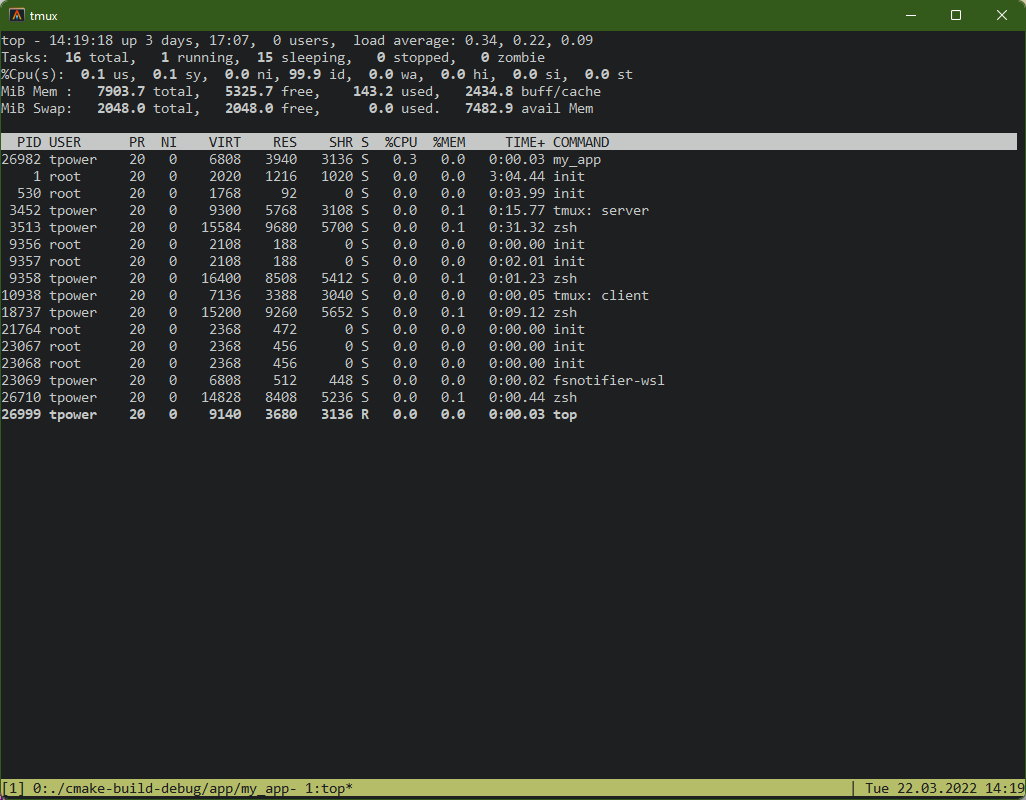 tmux
top - 14:19:18 up 3 days, 17:07,  0 users,  load average: 0.34, 0.22, 0.09
Tasks:  16 total,   1 running,  15 sleeping,   0 stopped,   0 zombie
%Cpu(s):  0.1 us,  0.1 sy,  0.0 ni, 99.9 id,  0.0 wa,  0.0 hi,  0.0 si,  0.0 st
MiB Mem :   7903.7 total,   5325.7 free,    143.2 used,   2434.8 buff/cache
MiB Swap:   2048.0 total,   2048.0 free,      0.0 used.   7482.9 avail Mem
  PID USER      PR  NI    VIRT    RES    SHR S  %CPU  %MEM     TIME+ COMMAND
26982 tpower    20   0    6808   3940   3136 S   0.3   0.0   0:00.03 my_app
    1 root      20   0    2020   1216   1020 S   0.0   0.0   3:04.44 init
  530 root      20   0    1768     92      0 S   0.0   0.0   0:03.99 init
 3452 tpower    20   0    9300   5768   3108 S   0.0   0.1   0:15.77 tmux: server
 3513 tpower    20   0   15584   9680   5700 S   0.0   0.1   0:31.32 zsh
 9356 root      20   0    2108    188      0 S   0.0   0.0   0:00.00 init
 9357 root      20   0    2108    188      0 S   0.0   0.0   0:02.01 init
 9358 tpower    20   0   16400   8508   5412 S   0.0   0.1   0:01.23 zsh
10938 tpower    20   0    7136   3388   3040 S   0.0   0.0   0:00.05 tmux: client
18737 tpower    20   0   15200   9260   5652 S   0.0   0.1   0:09.12 zsh
21764 root      20   0    2368    472      0 S   0.0   0.0   0:00.00 init
23067 root      20   0    2368    456      0 S   0.0   0.0   0:00.00 init
23068 root      20   0    2368    456      0 S   0.0   0.0   0:00.00 init
23069 tpower    20   0    6808    512    448 S   0.0   0.0   0:00.02 fsnotifier-wsl
26710 tpower    20   0   14828   8408   5236 S   0.0   0.1   0:00.44 zsh
26999 tpower    20   0    9140   3680   3136 R   0.0   0.0   0:00.03 top
[1] 0:./cmake-build-debug/app/my_app- 1:top* | Tue 22.03.2022 14:19